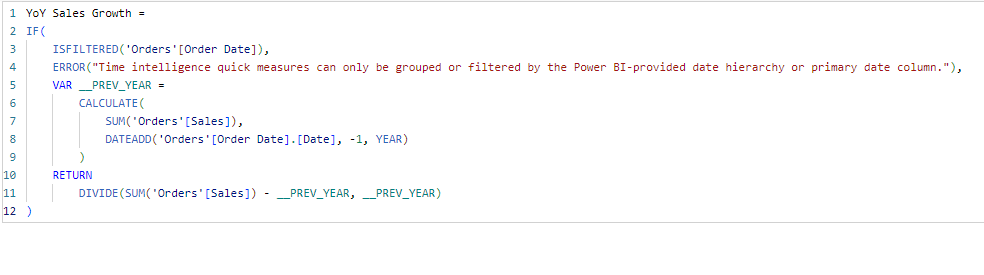 1 YoY Sales Growth =
2 IF(
3 ISFILTERED('Orders'[Order Date]),
4 ERROR("Time intelligence quick measures can only be grouped or filtered by the Power BI-provided date hierarchy or primary date column."),
5 VAR __PREV_YEAR =
6 CALCULATE(
7 SUM('Orders'[Sales]),
8 DATEADD('Orders'[Order Date].[Date], -1, YEAR)
9 )
10 RETURN
11 DIVIDE(SUM('Orders'[Sales]) - __PREV_YEAR, __PREV_YEAR)
12 )